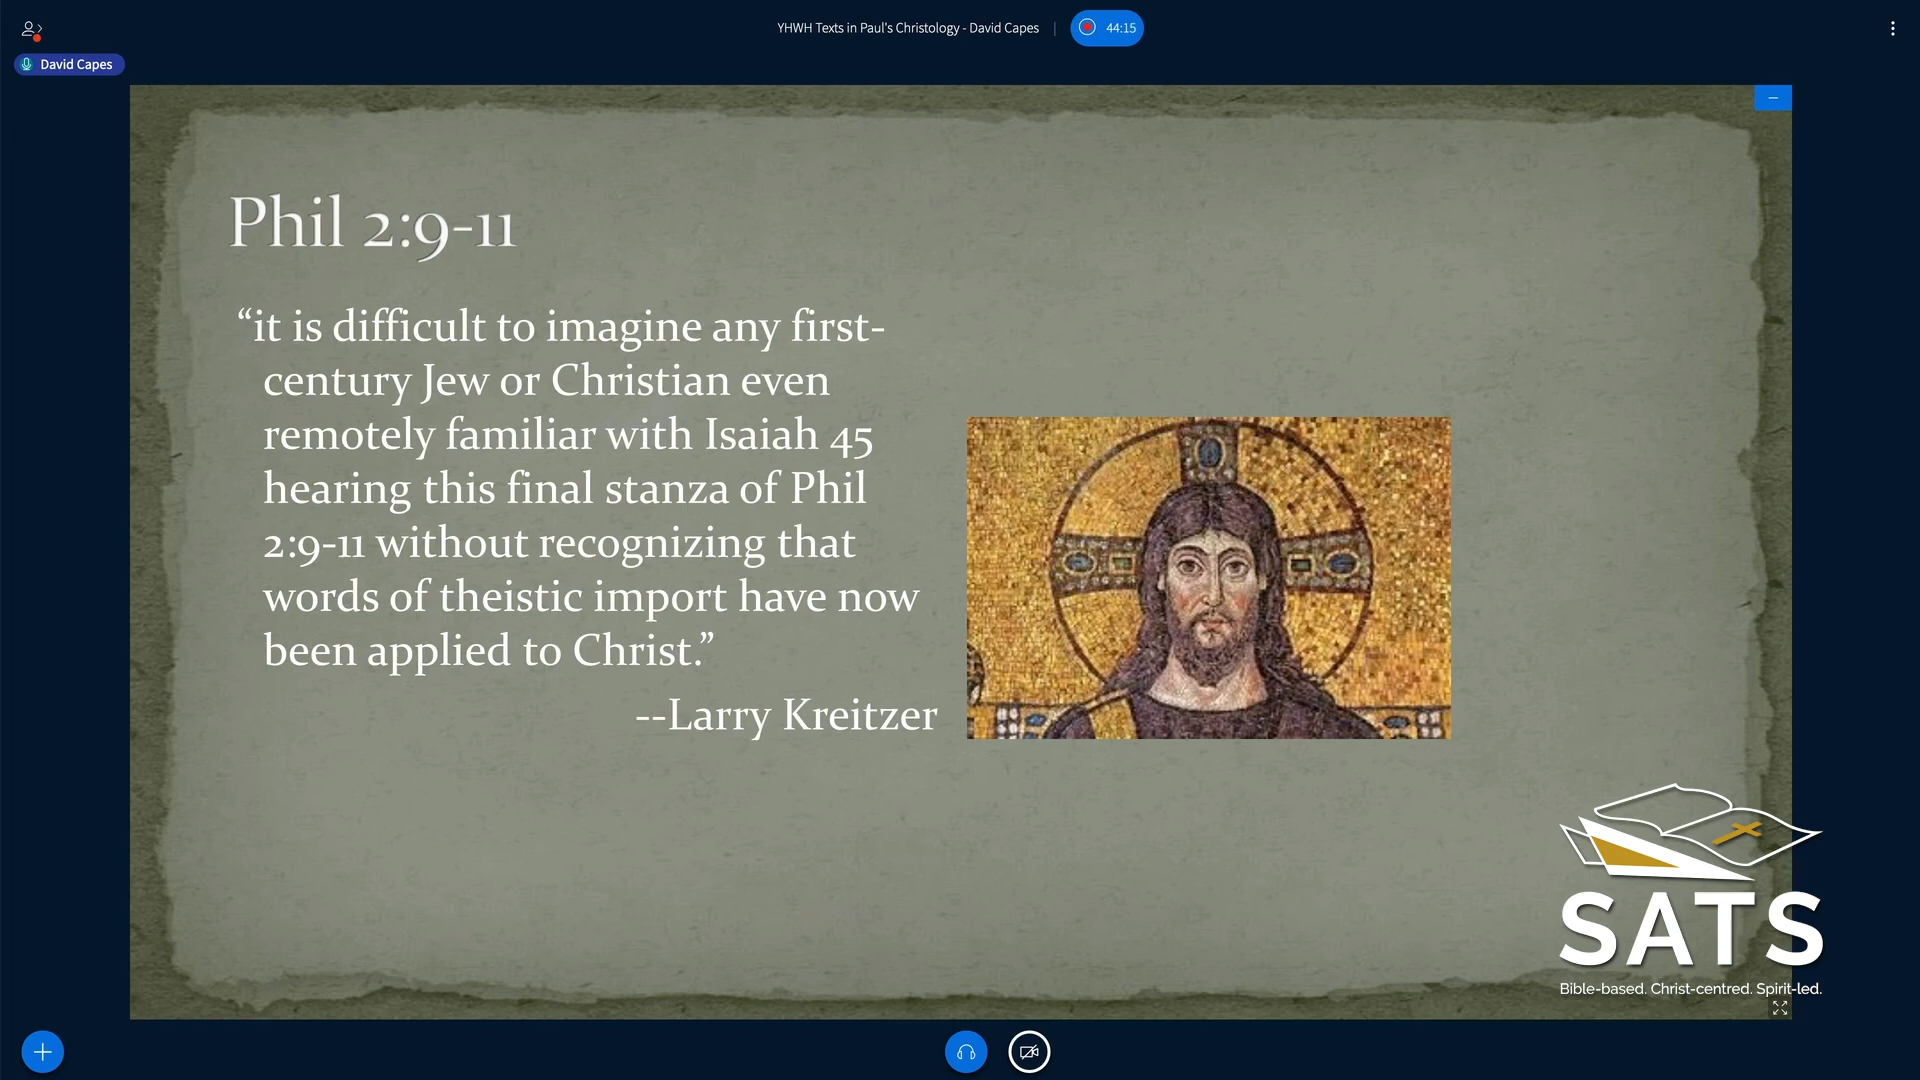 YHWH Texts in Paul's Christology - David Capes
44:15
David Capes
Phil 2:9-11
“it is difficult to imagine any first-
century Jew or Christian even
remotely familiar with Isaiah 45
hearing this final stanza of Phil
2:9-11 without recognizing that
words of theistic import have now
been applied to Christ.”
--Larry Kreitzer
SATS
Bible-based. Christ-centred. Spirit-led.